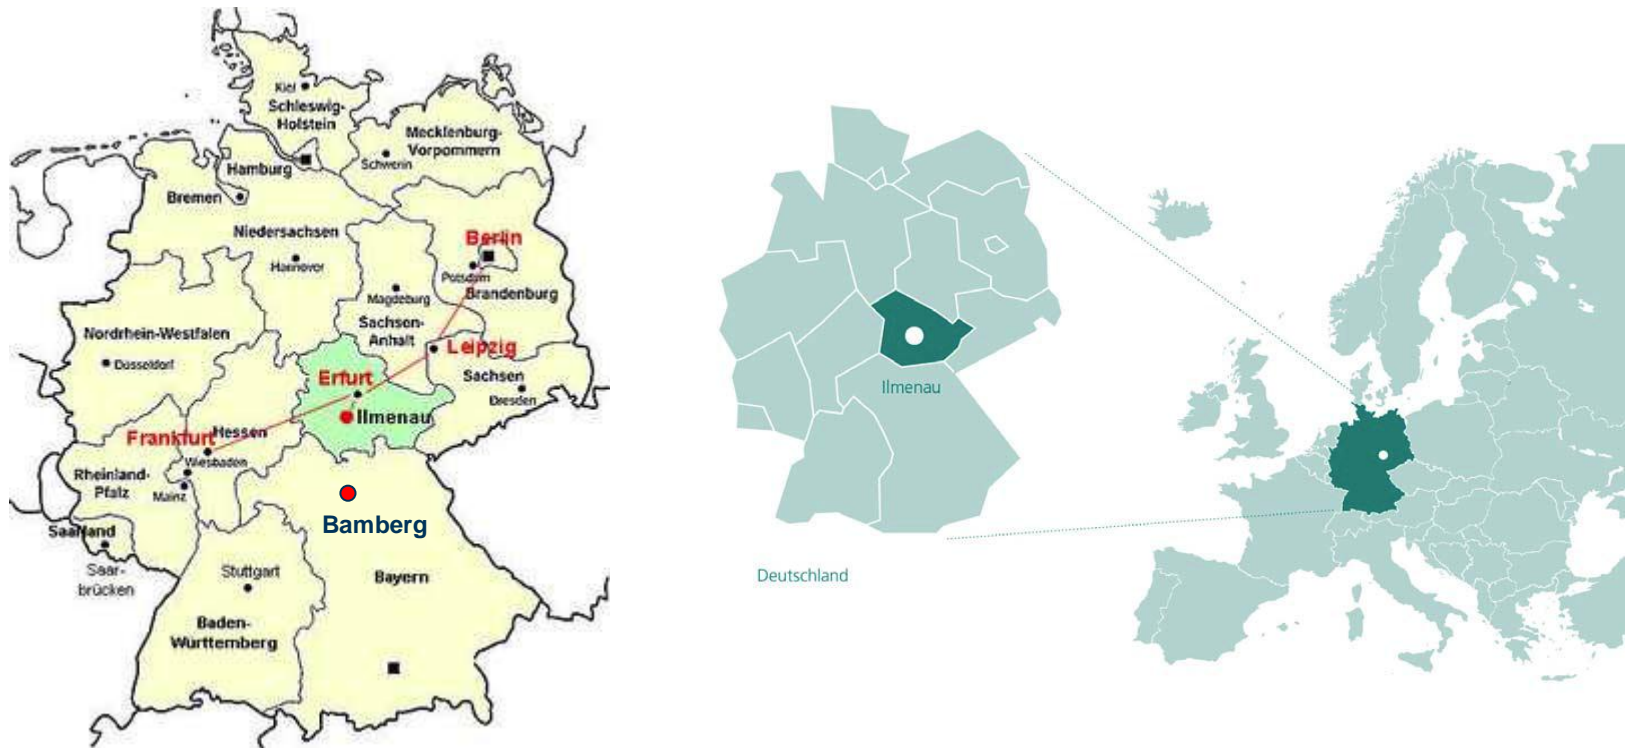 Kiel
Schleswig-
Holstein
Mecklenburg-
Vorpommern
Schwerin
Hamburg
Bremen
Niedersachsen
Hannover
Berlin
Potsdam
Brandenburg
Magdeburg
Sachsen-
Anhalt
Nordrhein-Westfalen
Düsseldorf
Leipzig
Sachsen
Dresden
Erfurt
Ilmenau
Frankfurt
Hessen
Wiesbaden
Rheinland-
Pfalz
Mainz
Bamberg
Saarland
Saar-
brücken
Stuttgart
Bayern
Baden-
Württemberg
Ilmenau
Deutschland